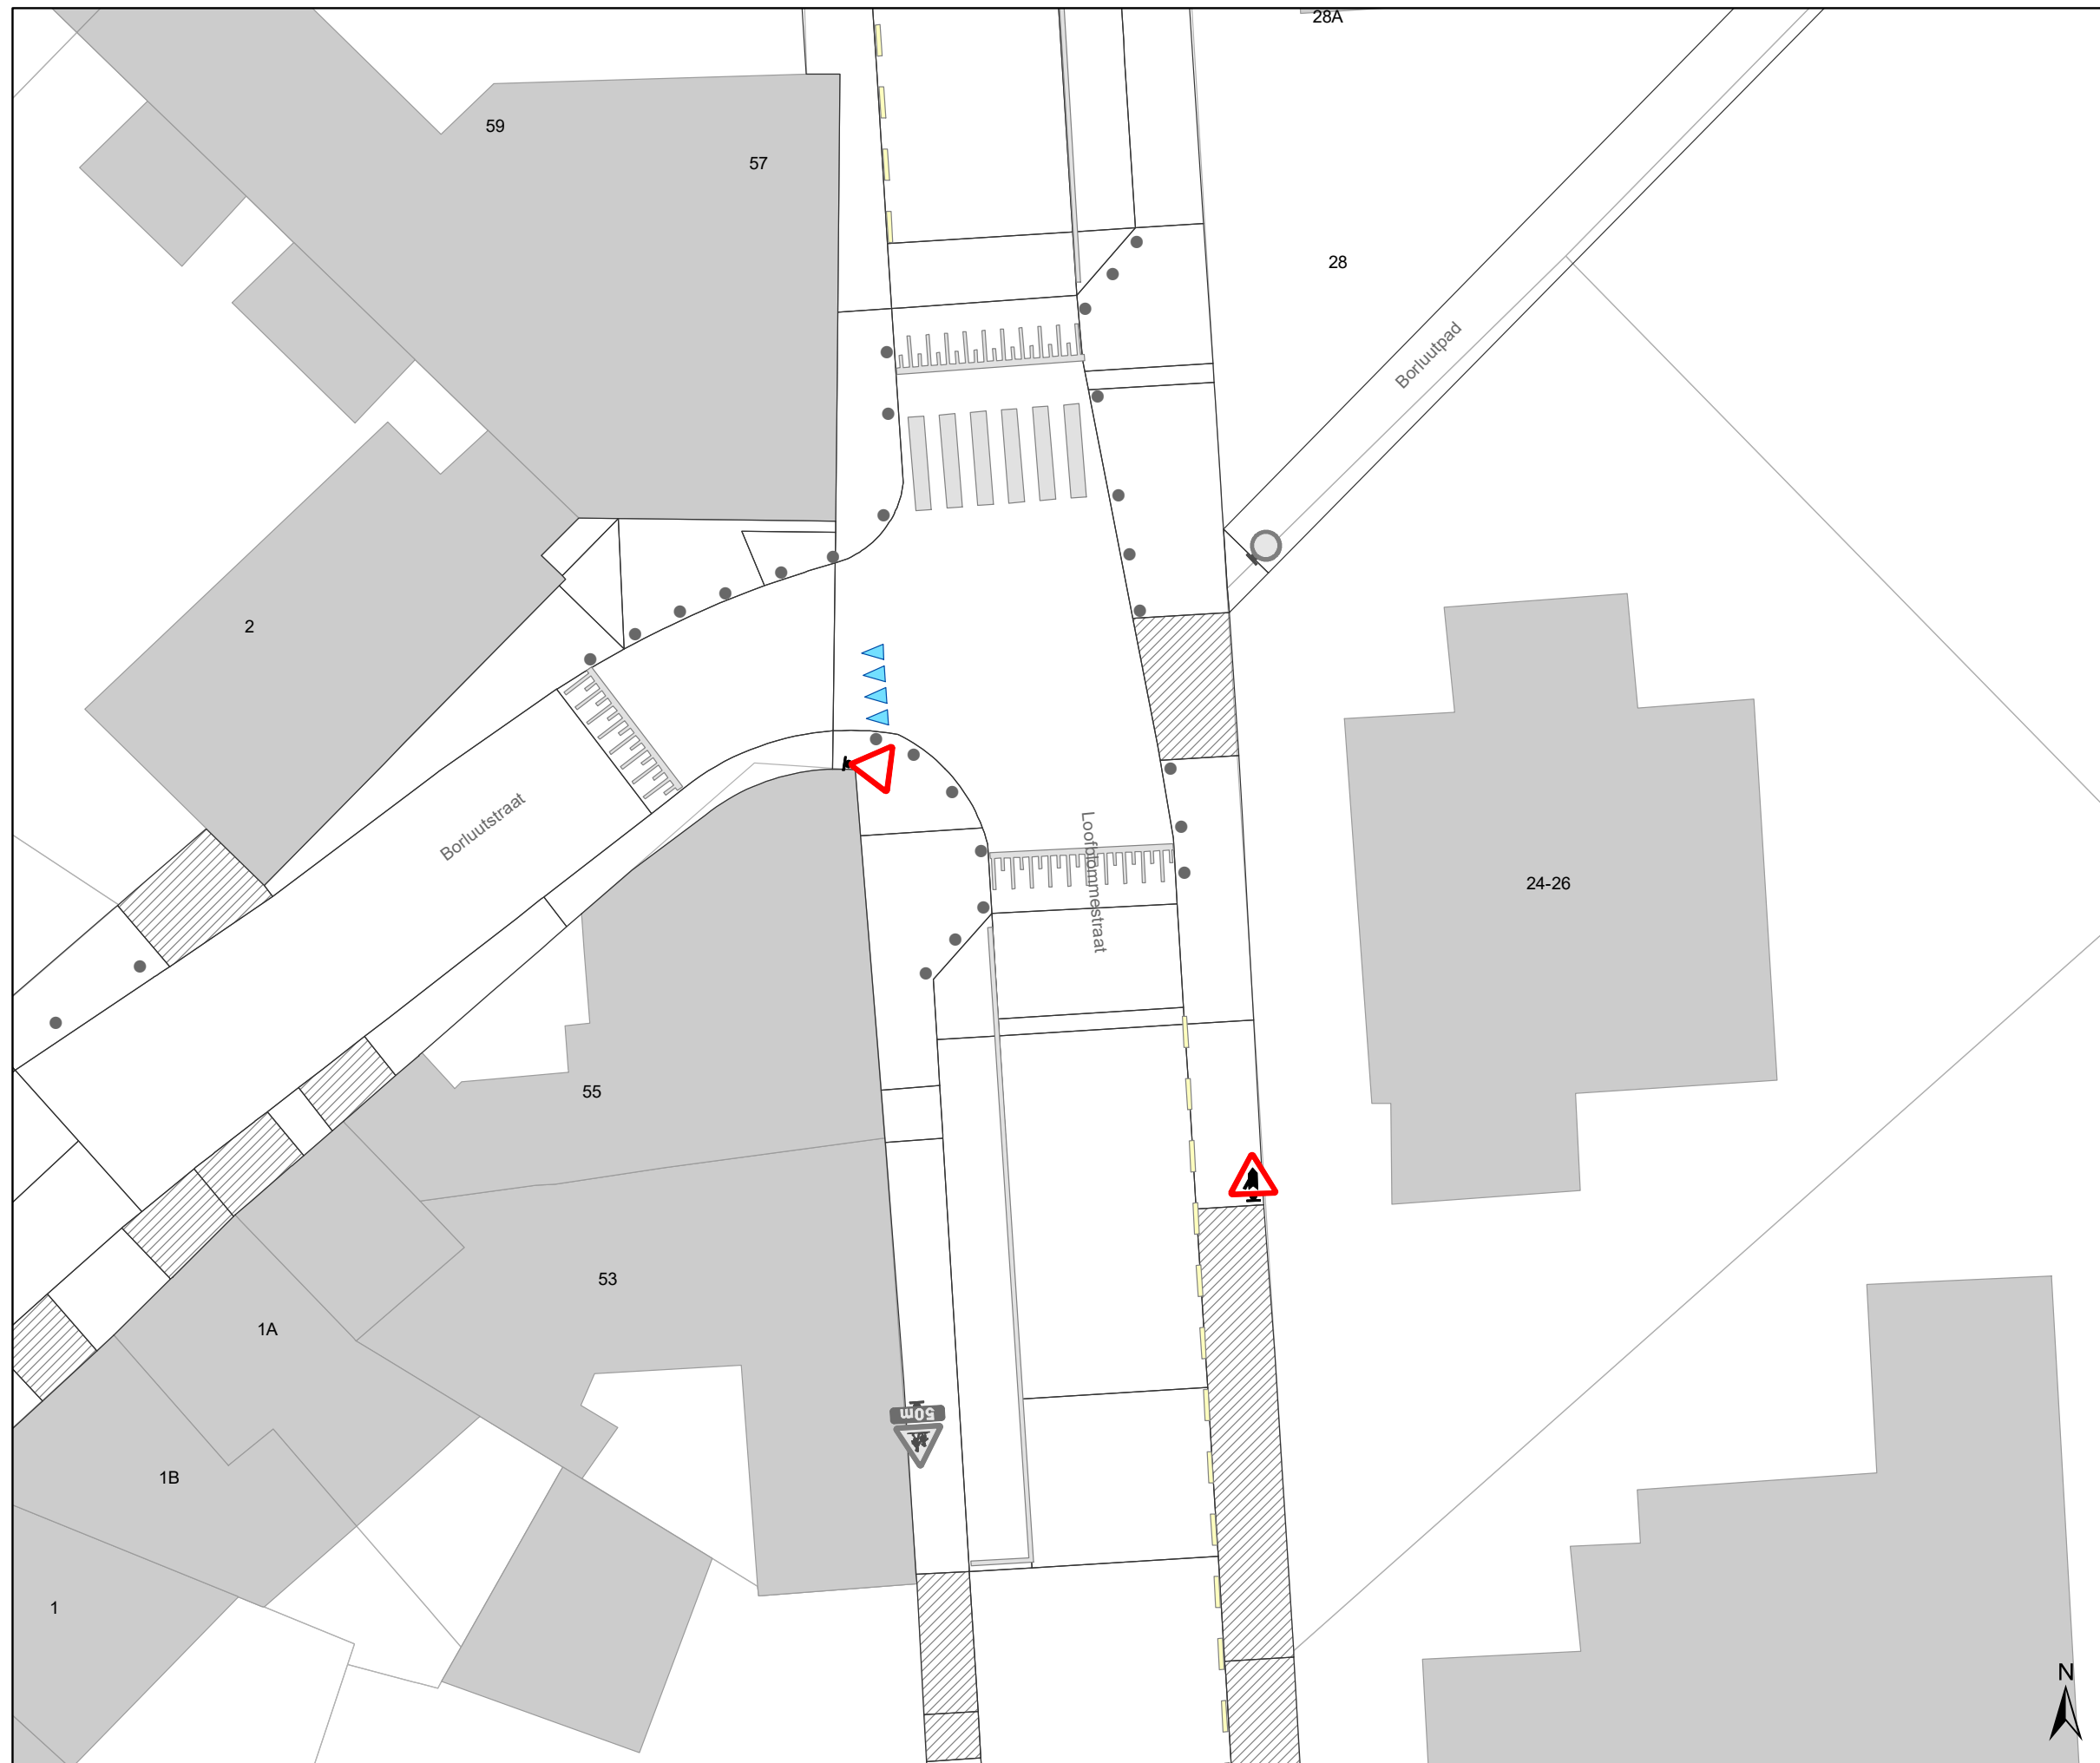 28A
59
57
28
Borluutpad
2
Borluutstraat
Loofblommestraat
24-26
55
53
1A
50m
1B
1
N